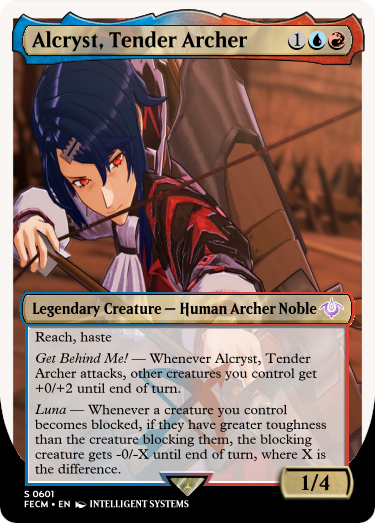 Alcryst, Tender Archer 1
Legendary Creature — Human Archer Noble
Reach, haste
Get Behind Me! — Whenever Alcryst, Tender
Archer attacks, other creatures you control get
+0/+2 until end of turn.
Luna — Whenever a creature you control
becomes blocked, if they have greater toughness
than the creature blocking them, the blocking
creature gets -0/-X until end of turn, where X is
the difference.
1/4
S 0601
FECM • EN INTELLIGENT SYSTEMS